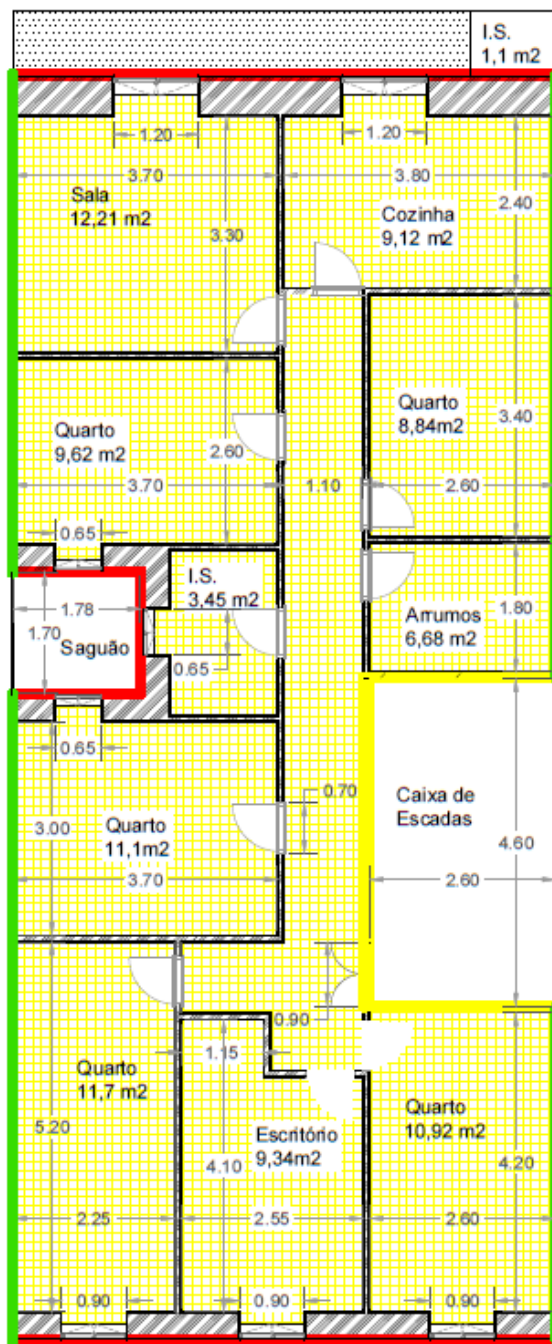 I.S.
1,1 m2
1.20
1.20
3.70
3.80
Sala
12,21 m2
Cozinha
9,12 m2
2.40
3.30
Quarto
9,62 m2
2.60
3.70
1.10
Quarto
8,84m2
3.40
2.60
0.65
I.S.
3,45 m2
1.78
1.70
Saguão
0.65
Arrumos
6,68 m2
1.80
0.65
3.00
Quarto
11,1m2
3.70
0.70
Caixa de
Escadas
4.60
2.60
0.90
1.15
Quarto
11,7 m2
5.20
Escritório
9,34m2
4.10
Quarto
10,92 m2
4.20
2.25
2.55
2.60
0.90
0.90
0.90